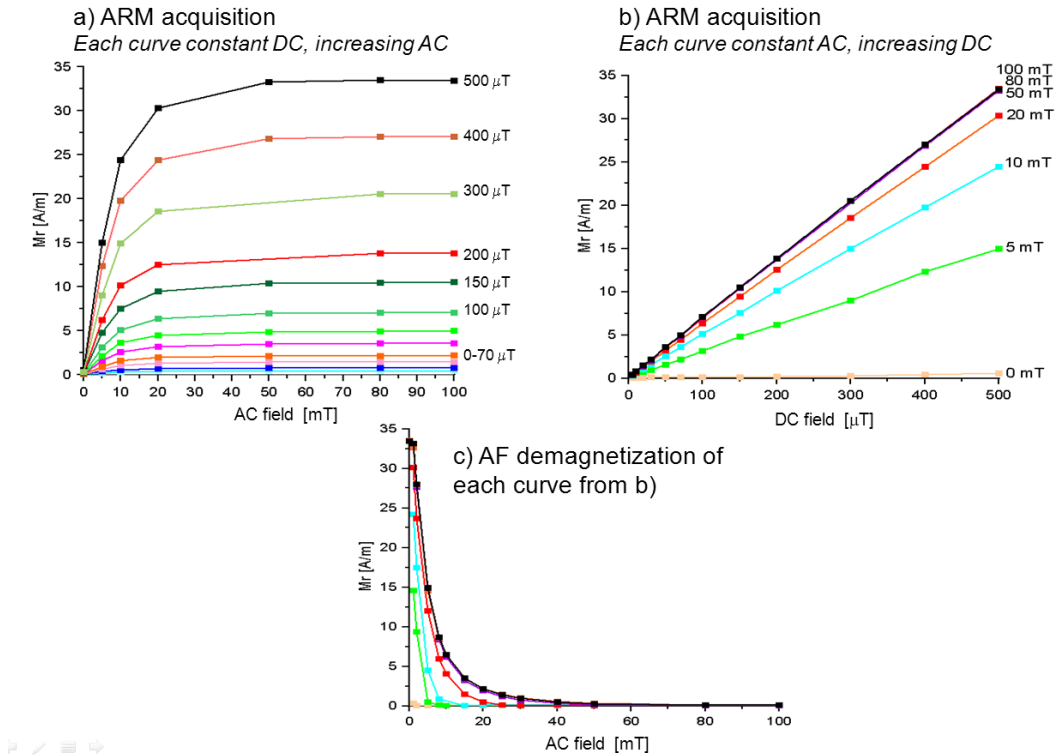 a) ARM acquisition
Each curve constant DC, increasing AC
35
30
25
20
15
10
5
0
Mr [A/m]
500 µT
400 µT
300 µT
200 µT
150 µT
100 µT
0-70 µT
0 10 20 30 40 50 60 70 80 90 100
AC field [mT]
b) ARM acquisition
Each curve constant AC, increasing DC
35
30
25
20
15
10
5
0
Mr [A/m]
100 mT
80 mT
50 mT
20 mT
10 mT
5 mT
0 mT
0 100 200 300 400 500
DC field [µT]
c) AF demagnetization of
each curve from b)
35
30
25
20
15
10
5
0
Mr [A/m]
0 20 40 60 80 100
AC field [mT]